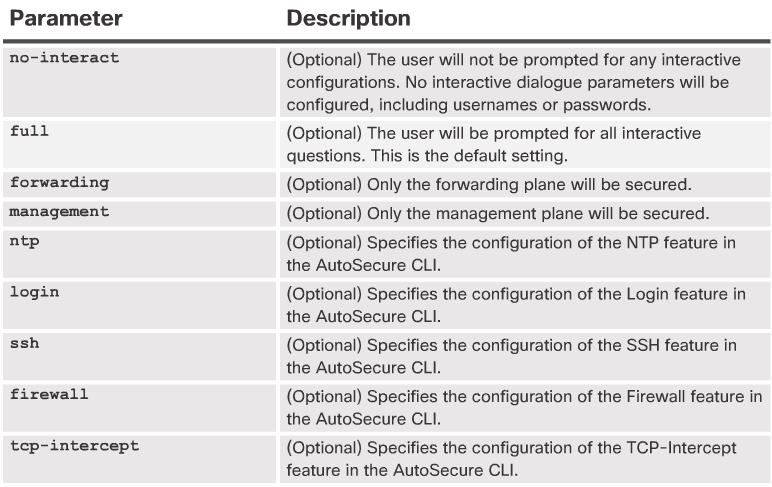 Parameter Description
no-interact (Optional) The user will not be prompted for any interactive
configurations. No interactive dialogue parameters will be
configured, including usernames or passwords.
full (Optional) The user will be prompted for all interactive
questions. This is the default setting.
forwarding (Optional) Only the forwarding plane will be secured.
management (Optional) Only the management plane will be secured.
ntp (Optional) Specifies the configuration of the NTP feature in
the AutoSecure CLI.
login (Optional) Specifies the configuration of the Login feature in
the AutoSecure CLI.
ssh (Optional) Specifies the configuration of the SSH feature in
the AutoSecure CLI.
firewall (Optional) Specifies the configuration of the Firewall feature in
the AutoSecure CLI.
tcp-intercept (Optional) Specifies the configuration of the TCP-Intercept
feature in the AutoSecure CLI.